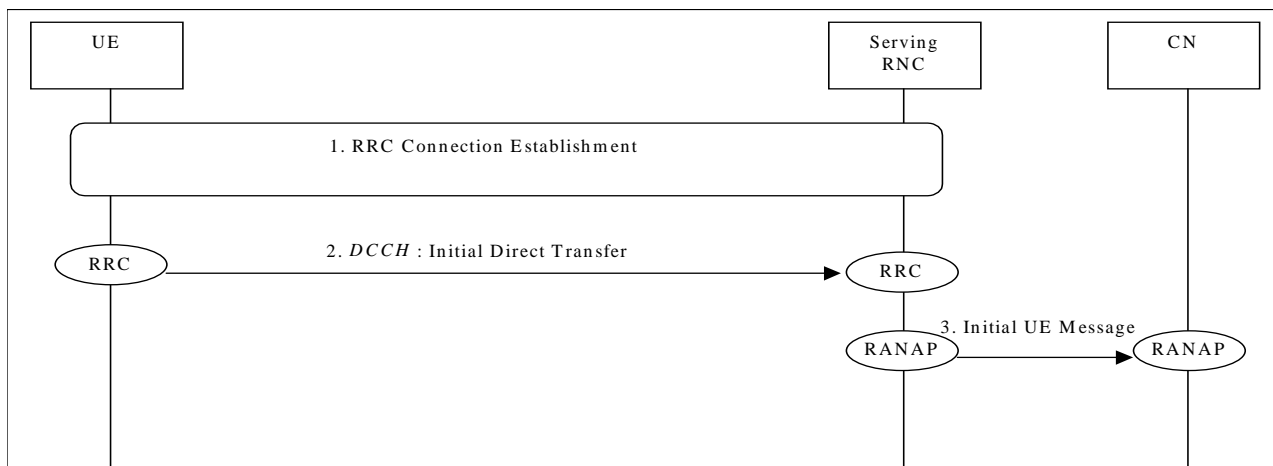 UE
Serving
RNC
CN
1. RRC Connection Establishment
2. DCCH : Initial Direct Transfer
RRC
RRC
3. Initial UE Message
RANAP
RANAP